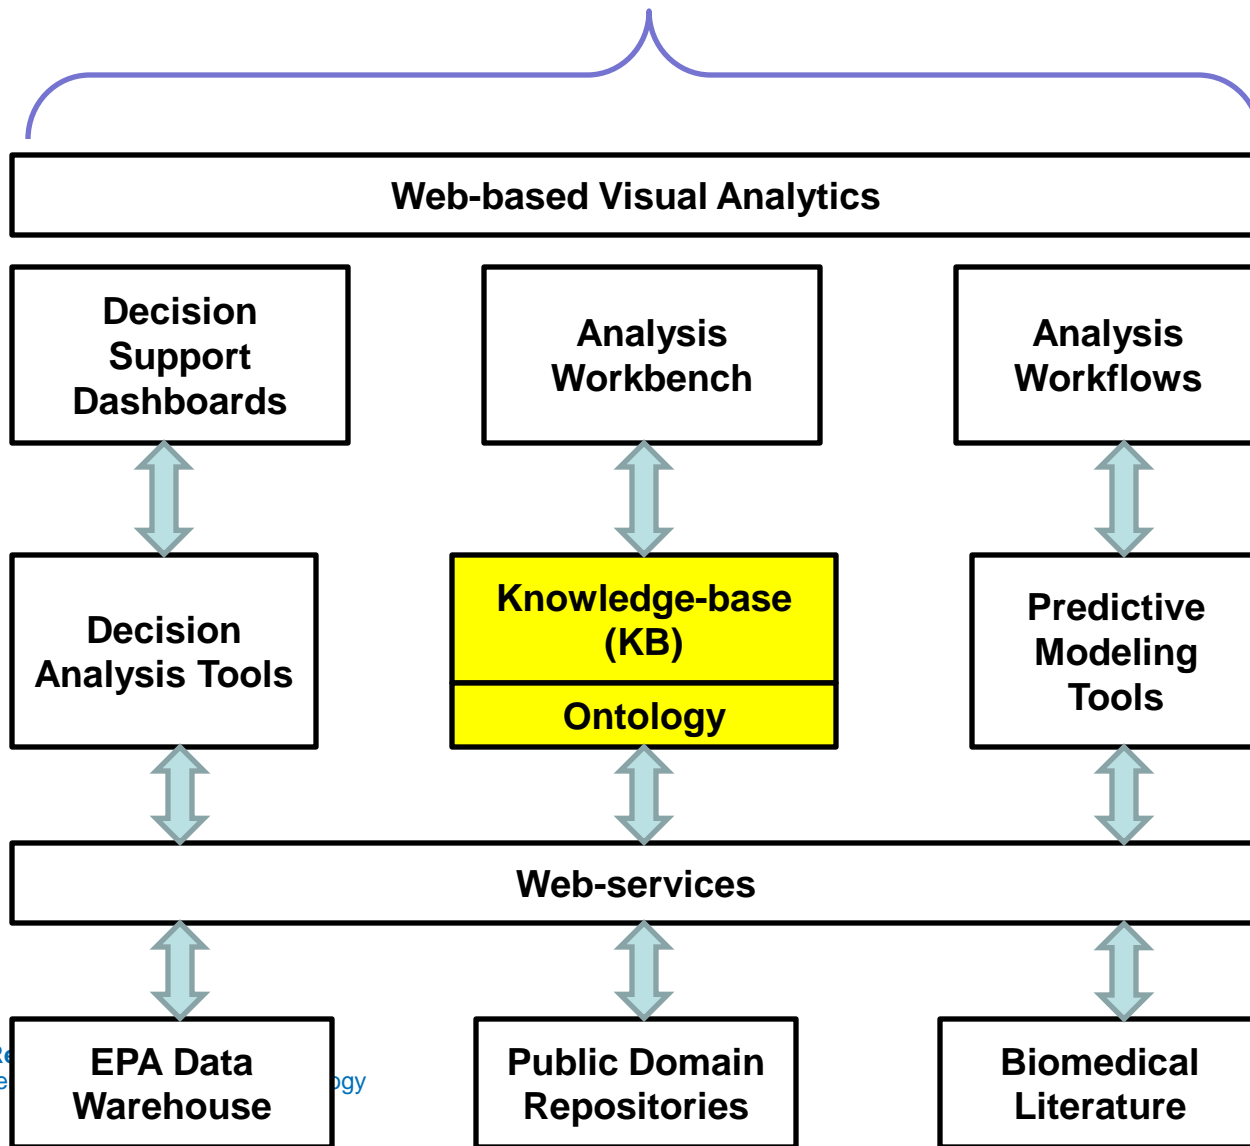 Web-based Visual Analytics
Decision
Support
Dashboards
Analysis
Workbench
Analysis
Workflows
Decision
Analysis Tools
Knowledge-base
(KB)
Ontology
Predictive
Modeling
Tools
Web-services
EPA Data
Warehouse
Public Domain
Repositories
Biomedical
Literature